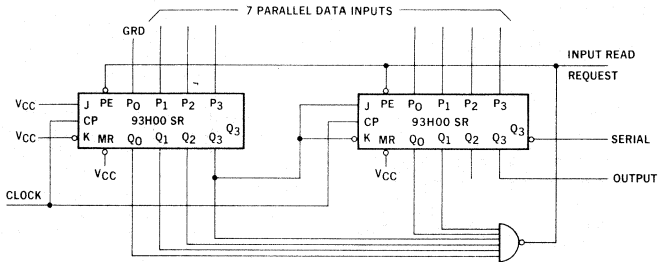 7 PARALLEL DATA INPUTS
GRD
INPUT READ
REQUEST
J PE P0 P1 P2 P3
VCC
CP 93H00 SR
Q3
VCC
K MR Q0 Q1 Q2 Q3
VCC
J PE P0 P1 P2 P3
CP 93H00 SR
Q3
K MR Q0 Q1 Q2 Q3
VCC
SERIAL
OUTPUT
CLOCK